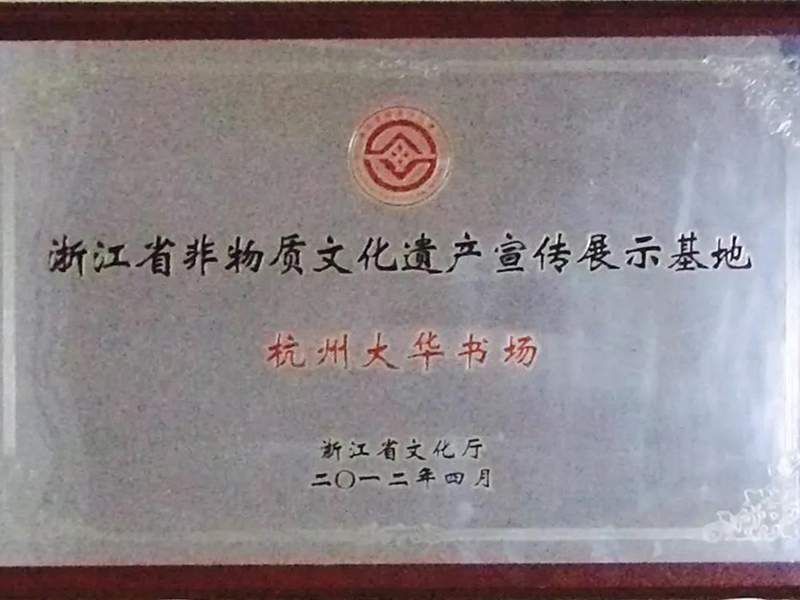 浙江省非物质文化遗产宣传展示基地
杭州大华书场
浙江省文化厅
二〇一二年四月